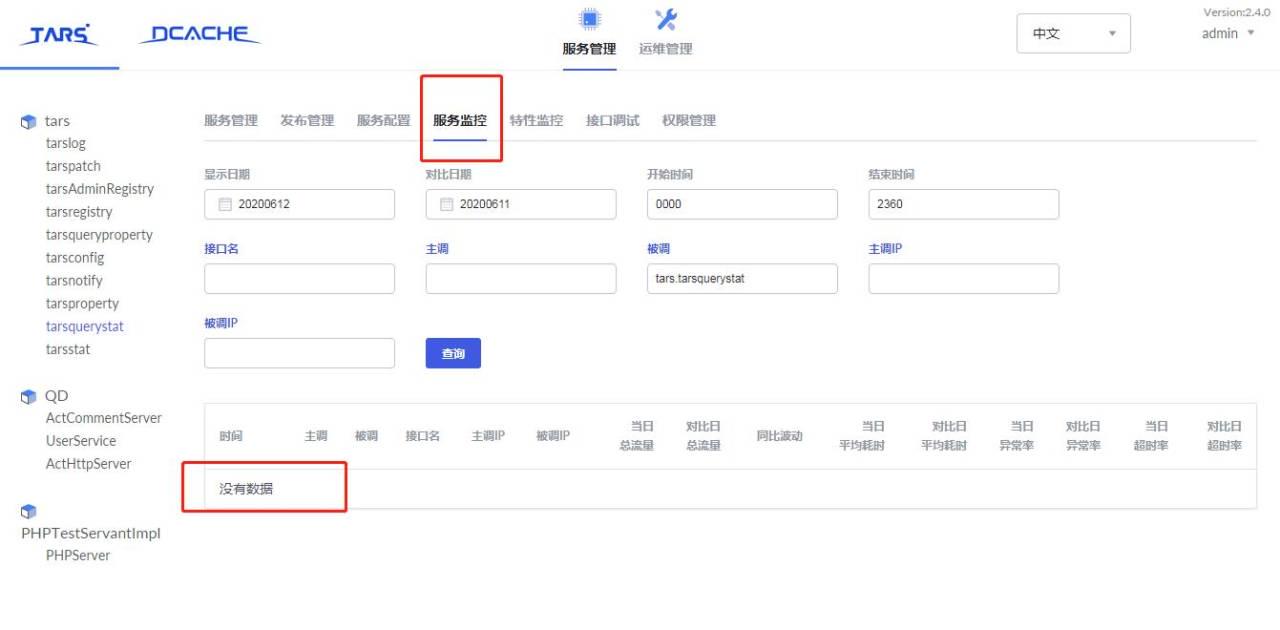 TARS
DCACHE
服务管理
运维管理
中文
Version:2.4.0
admin
tars
tarslog
tarspatch
tarsAdminRegistry
tarsregistry
tarsqueryproperty
tarsconfig
tarsnotify
tarsproperty
tarsquerystat
tarsstat
QD
ActCommentServer
UserService
ActHttpServer
PHPTestServantImpl
PHPServer
服务管理 发布管理 服务配置 服务监控 特性监控 接口调试 权限管理
显示日期 对比日期 开始时间 结束时间
20200612 20200611 0000 2360
接口名 主调 被调 主调IP
tars.tarsquerystat
被调IP
查询
时间 主调 被调 接口名 主调IP 被调IP 当日总流量 对比日总流量 同比波动 当日平均耗时 对比日平均耗时 当日异常率 对比日异常率 当日超时率 对比日超时率
没有数据